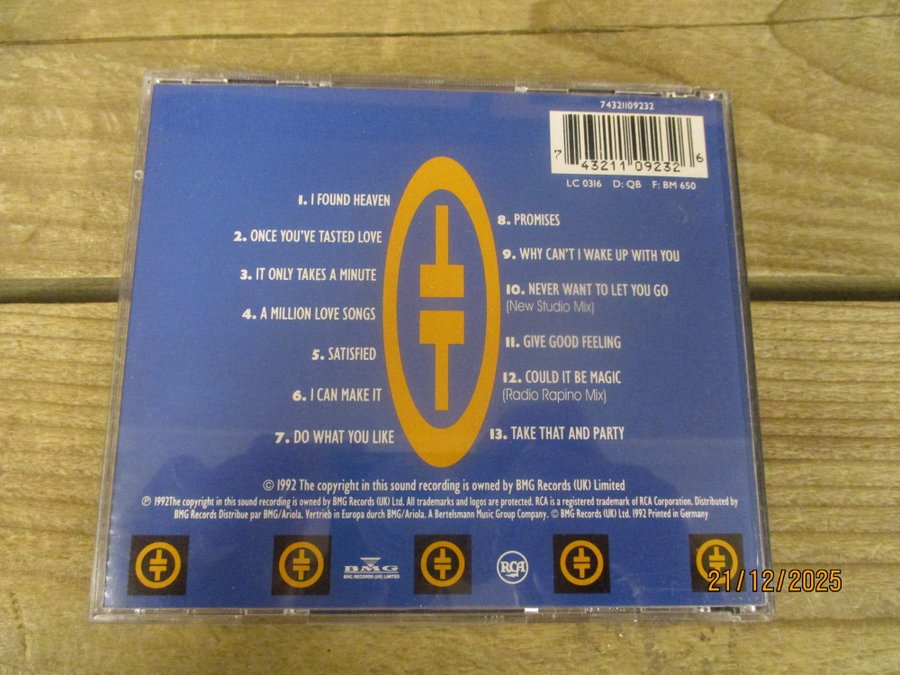 74321109232
7 43211 09232 6
LC 0316 D: QB F: BM 650
1. I FOUND HEAVEN
2. ONCE YOU'VE TASTED LOVE
3. IT ONLY TAKES A MINUTE
4. A MILLION LOVE SONGS
5. SATISFIED
6. I CAN MAKE IT
7. DO WHAT YOU LIKE
8. PROMISES
9. WHY CAN'T I WAKE UP WITH YOU
10. NEVER WANT TO LET YOU GO
(New Studio Mix)
11. GIVE GOOD FEELING
12. COULD IT BE MAGIC
(Radio Rapino Mix)
13. TAKE THAT AND PARTY
© 1992 The copyright in this sound recording is owned by BMG Records (UK) Limited
℗ 1992The copyright in this sound recording is owned by BMG Records (UK) Ltd. All trademarks and logos are protected. RCA is a registered trademark of RCA Corporation. Distributed by
BMG Records Distribue par BMG/Ariola. Vertrieb in Europa durch BMG/Ariola. A Bertelsmann Music Group Company. © BMG Records (UK) Ltd. 1992 Printed in Germany
BMG
BMG RECORDS (UK) LIMITED
RCA
21/12/2025